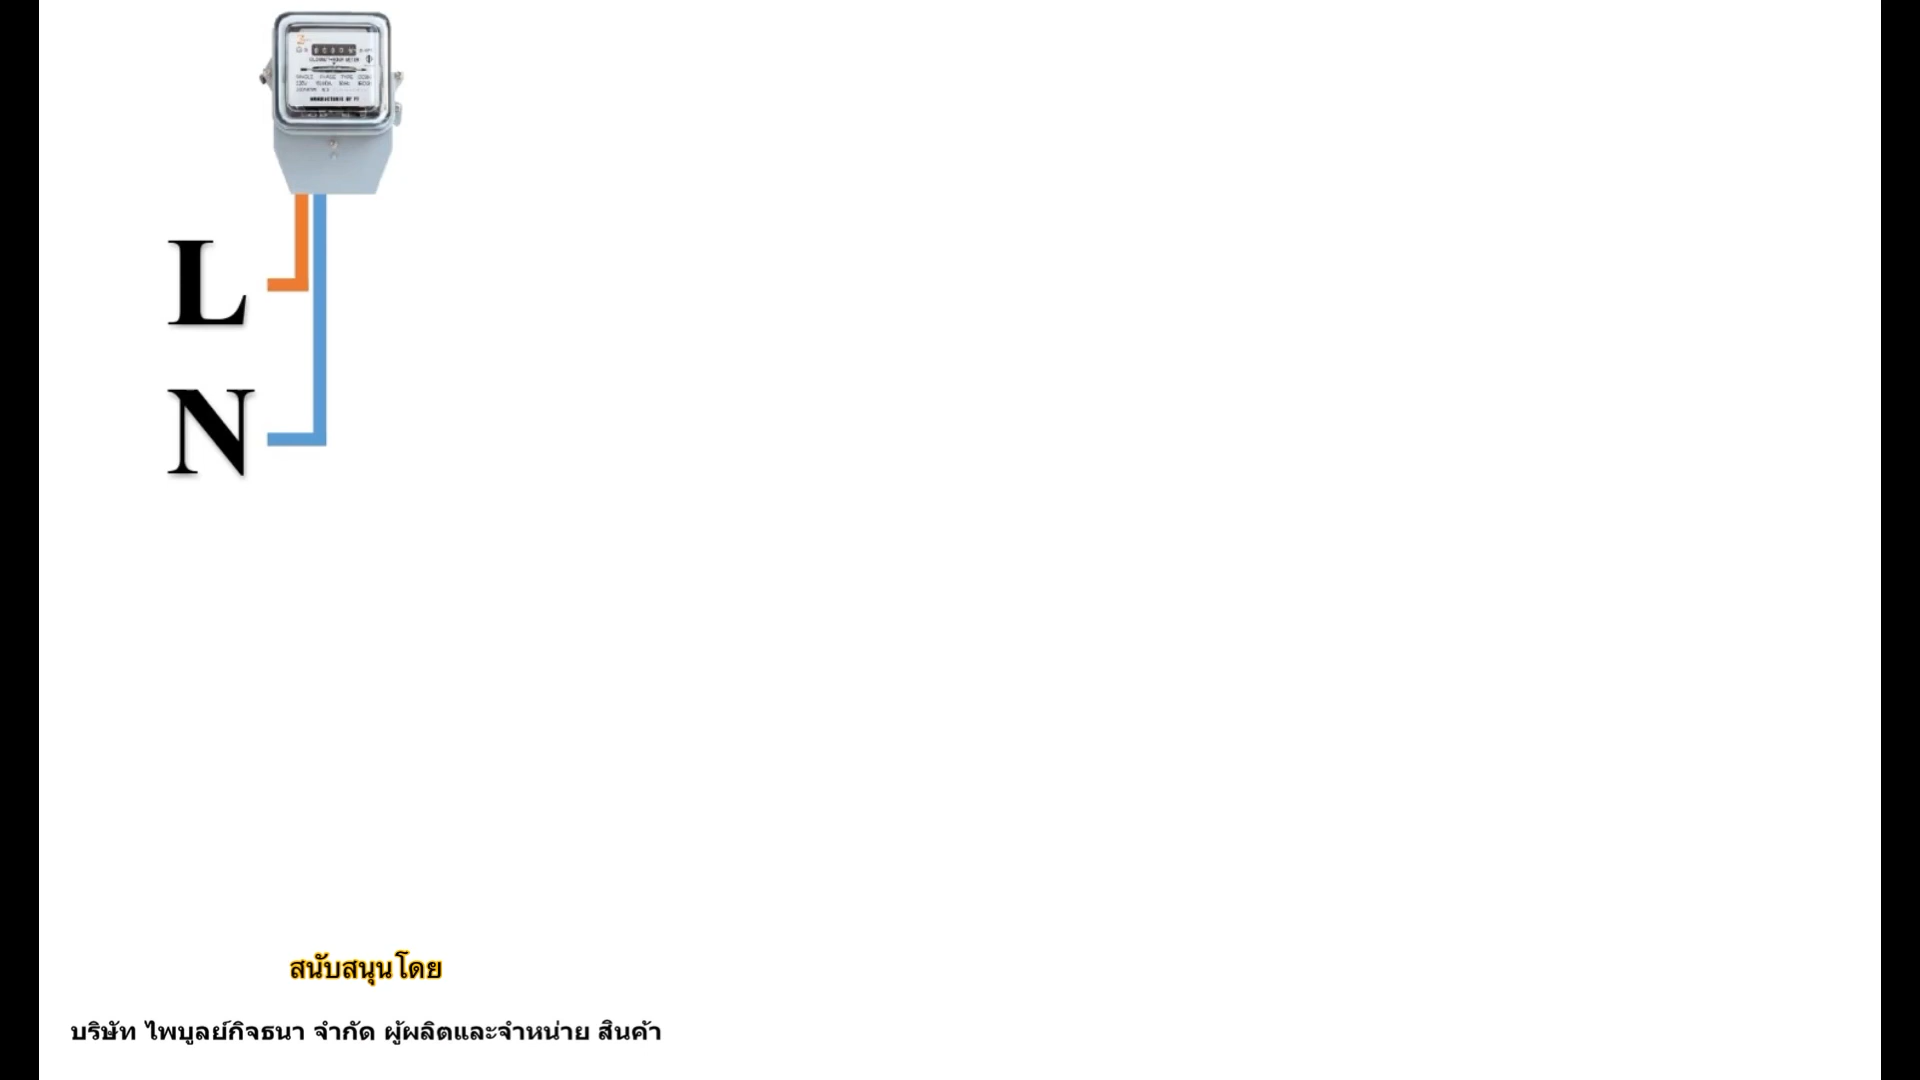 L
N
สนับสนุนโดย
บริษัท ไพบูลย์กิจธนา จำกัด ผู้ผลิตและจำหน่าย สินค้า